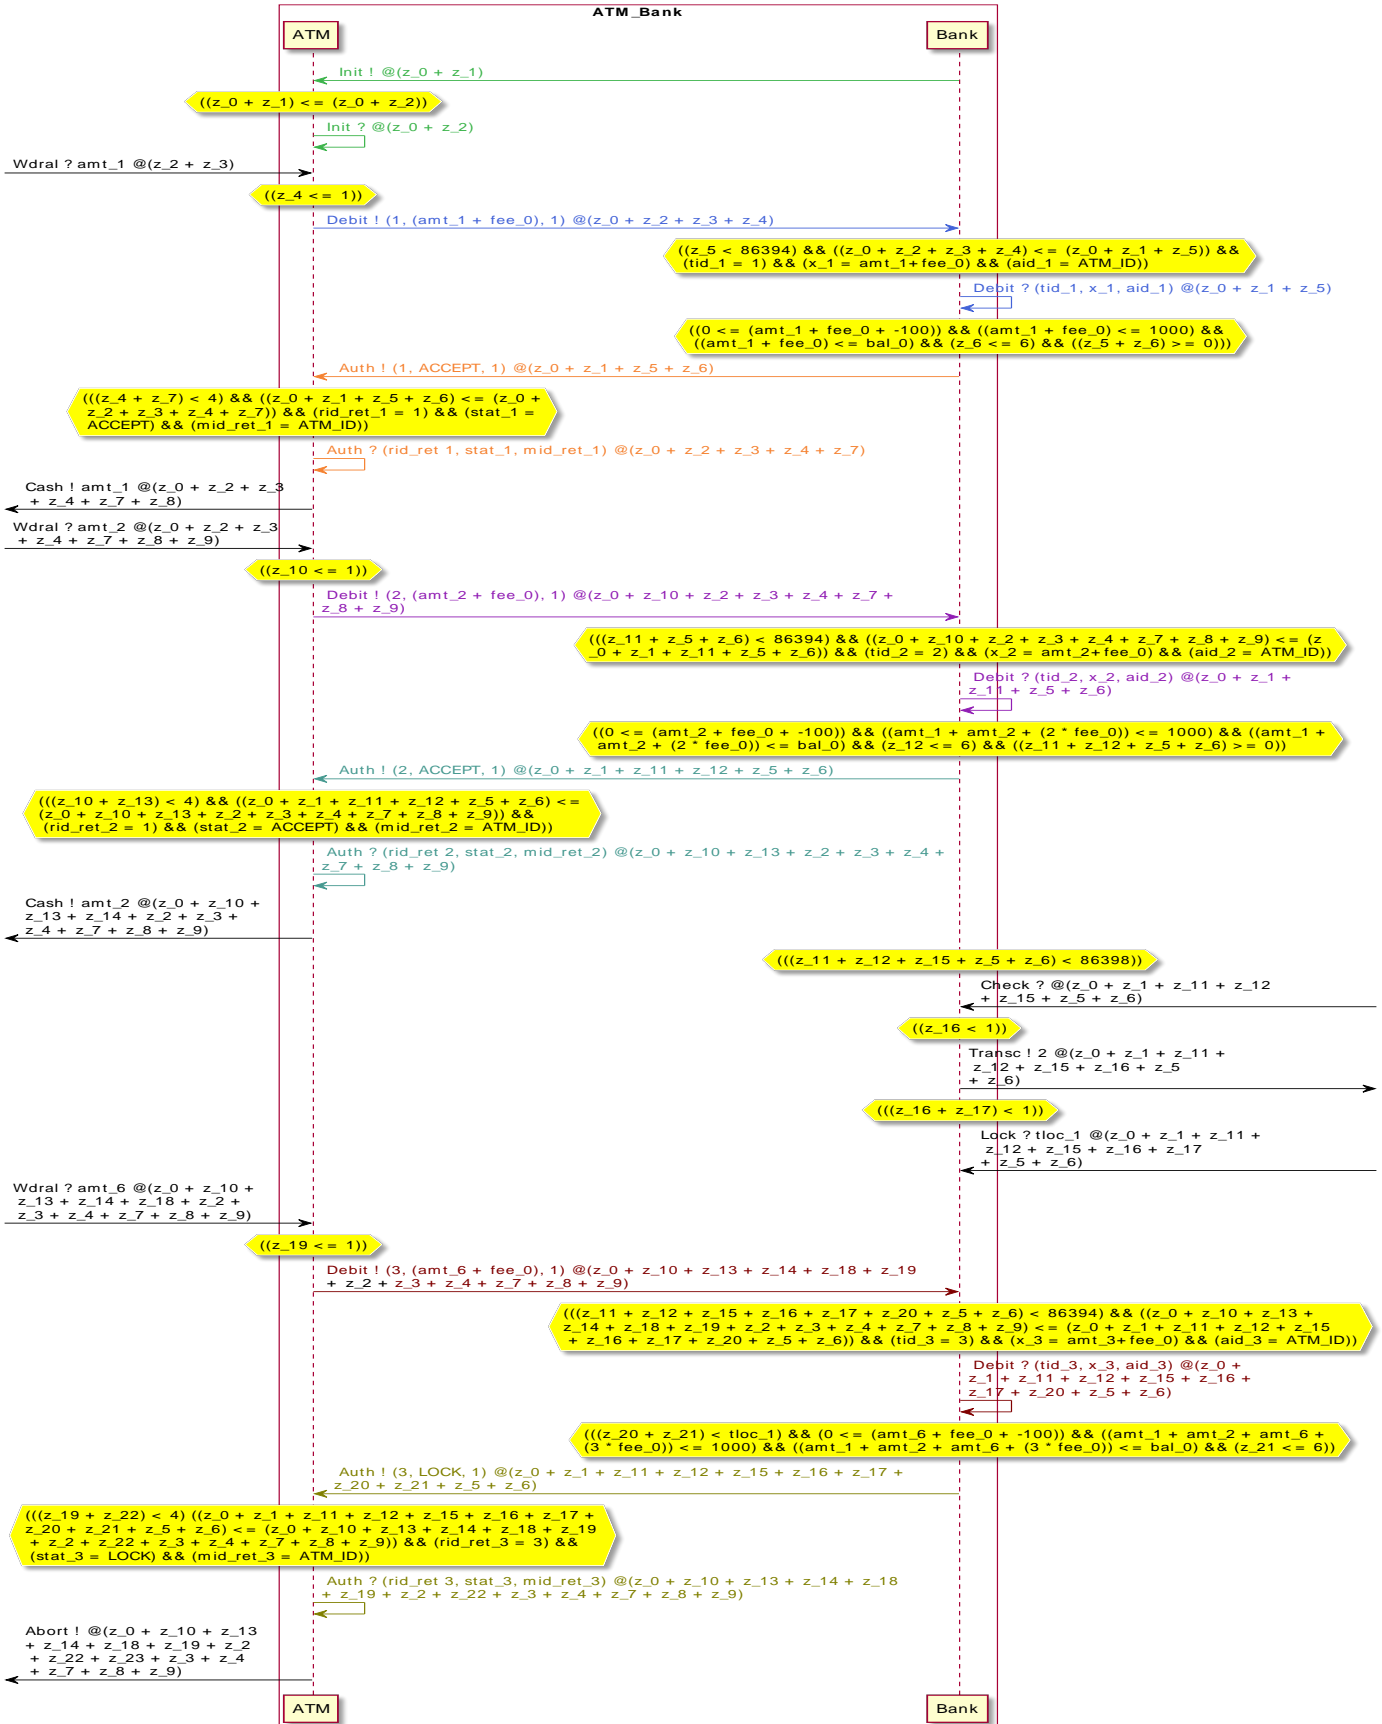 ATM_Bank
ATM
Bank
Init ! @(z_0 + z_1)
((z_0 + z_1) <= (z_0 + z_2))
Init ? @(z_0 + z_2)
Wdral ? amt_1 @(z_2 + z_3)
((z_4 <= 1))
Debit ! (1, (amt_1 + fee_0), 1) @(z_0 + z_2 + z_3 + z_4)
((z_5 < 86394) && ((z_0 + z_2 + z_3 + z_4) <= (z_0 + z_1 + z_5)) &&
(tid_1 = 1) && (x_1 = amt_1+fee_0) && (aid_1 = ATM_ID))
Debit ? (tid_1, x_1, aid_1) @(z_0 + z_1 + z_5)
((0 <= (amt_1 + fee_0 + -100)) && ((amt_1 + fee_0) <= 1000) &&
((amt_1 + fee_0) <= bal_0) && (z_6 <= 6) && ((z_5 + z_6) >= 0)))
Auth ! (1, ACCEPT, 1) @(z_0 + z_1 + z_5 + z_6)
(((z_4 + z_7) < 4) && ((z_0 + z_1 + z_5 + z_6) <= (z_0 +
z_2 + z_3 + z_4 + z_7)) && (rid_ret_1 = 1) && (stat_1 =
ACCEPT) && (mid_ret_1 = ATM_ID))
Auth ? (rid_ret 1, stat_1, mid_ret_1) @(z_0 + z_2 + z_3 + z_4 + z_7)
Cash ! amt_1 @(z_0 + z_2 + z_3
+ z_4 + z_7 + z_8)
Wdral ? amt_2 @(z_0 + z_2 + z_3
+ z_4 + z_7 + z_8 + z_9)
((z_10 <= 1))
Debit ! (2, (amt_2 + fee_0), 1) @(z_0 + z_10 + z_2 + z_3 + z_4 + z_7 +
z_8 + z_9)
(((z_11 + z_5 + z_6) < 86394) && ((z_0 + z_10 + z_2 + z_3 + z_4 + z_7 + z_8 + z_9) <= (z
_0 + z_1 + z_11 + z_5 + z_6)) && (tid_2 = 2) && (x_2 = amt_2+fee_0) && (aid_2 = ATM_ID))
Debit ? (tid_2, x_2, aid_2) @(z_0 + z_1 +
z_11 + z_5 + z_6)
((0 <= (amt_2 + fee_0 + -100)) && ((amt_1 + amt_2 + (2 * fee_0)) <= 1000) && ((amt_1 +
amt_2 + (2 * fee_0)) <= bal_0) && (z_12 <= 6) && ((z_11 + z_12 + z_5 + z_6) >= 0))
Auth ! (2, ACCEPT, 1) @(z_0 + z_1 + z_11 + z_12 + z_5 + z_6)
(((z_10 + z_13) < 4) && ((z_0 + z_1 + z_11 + z_12 + z_5 + z_6) <=
(z_0 + z_10 + z_13 + z_2 + z_3 + z_4 + z_7 + z_8 + z_9)) &&
(rid_ret_2 = 1) && (stat_2 = ACCEPT) && (mid_ret_2 = ATM_ID))
Auth ? (rid_ret 2, stat_2, mid_ret_2) @(z_0 + z_10 + z_13 + z_2 + z_3 + z_4 +
z_7 + z_8 + z_9)
Cash ! amt_2 @(z_0 + z_10 +
z_13 + z_14 + z_2 + z_3 +
z_4 + z_7 + z_8 + z_9)
(((z_11 + z_12 + z_15 + z_5 + z_6) < 86398))
Check ? @(z_0 + z_1 + z_11 + z_12
+ z_15 + z_5 + z_6)
((z_16 < 1))
Transc ! 2 @(z_0 + z_1 + z_11 +
z_12 + z_15 + z_16 + z_5
+ z_6)
(((z_16 + z_17) < 1))
Lock ? tloc_1 @(z_0 + z_1 + z_11 +
z_12 + z_15 + z_16 + z_17
+ z_5 + z_6)
Wdral ? amt_6 @(z_0 + z_10 +
z_13 + z_14 + z_18 + z_2 +
z_3 + z_4 + z_7 + z_8 + z_9)
((z_19 <= 1))
Debit ! (3, (amt_6 + fee_0), 1) @(z_0 + z_10 + z_13 + z_14 + z_18 + z_19
+ z_2 + z_3 + z_4 + z_7 + z_8 + z_9)
(((z_11 + z_12 + z_15 + z_16 + z_17 + z_20 + z_5 + z_6) < 86394) && ((z_0 + z_10 + z_13 +
z_14 + z_18 + z_19 + z_2 + z_3 + z_4 + z_7 + z_8 + z_9) <= (z_0 + z_1 + z_11 + z_12 + z_15
+ z_16 + z_17 + z_20 + z_5 + z_6)) && (tid_3 = 3) && (x_3 = amt_3+fee_0) && (aid_3 = ATM_ID))
Debit ? (tid_3, x_3, aid_3) @(z_0 +
z_1 + z_11 + z_12 + z_15 + z_16 +
z_17 + z_20 + z_5 + z_6)
(((z_20 + z_21) < tloc_1) && (0 <= (amt_6 + fee_0 + -100)) && ((amt_1 + amt_2 + amt_6 +
(3 * fee_0)) <= 1000) && ((amt_1 + amt_2 + amt_6 + (3 * fee_0)) <= bal_0) && (z_21 <= 6))
Auth ! (3, LOCK, 1) @(z_0 + z_1 + z_11 + z_12 + z_15 + z_16 + z_17 +
z_20 + z_21 + z_5 + z_6)
(((z_19 + z_22) < 4) ((z_0 + z_1 + z_11 + z_12 + z_15 + z_16 + z_17 +
z_20 + z_21 + z_5 + z_6) <= (z_0 + z_10 + z_13 + z_14 + z_18 + z_19
+ z_2 + z_22 + z_3 + z_4 + z_7 + z_8 + z_9)) && (rid_ret_3 = 3) &&
(stat_3 = LOCK) && (mid_ret_3 = ATM_ID))
Auth ? (rid_ret 3, stat_3, mid_ret_3) @(z_0 + z_10 + z_13 + z_14 + z_18
+ z_19 + z_2 + z_22 + z_3 + z_4 + z_7 + z_8 + z_9)
Abort ! @(z_0 + z_10 + z_13
+ z_14 + z_18 + z_19 + z_2
+ z_22 + z_23 + z_3 + z_4
+ z_7 + z_8 + z_9)
ATM
Bank